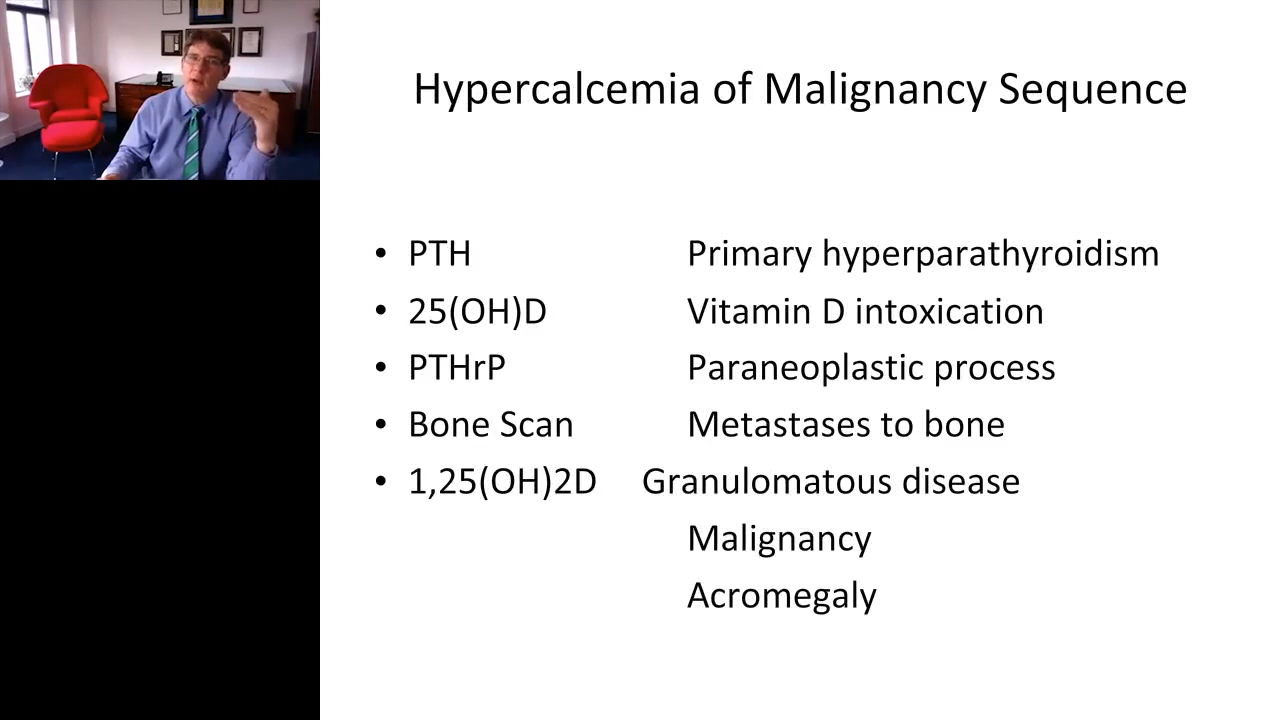 Hypercalcemia of Malignancy Sequence
• PTH Primary hyperparathyroidism
• 25(OH)D Vitamin D intoxication
• PTHrP Paraneoplastic process
• Bone Scan Metastases to bone
• 1,25(OH)2D Granulomatous disease
Malignancy
Acromegaly